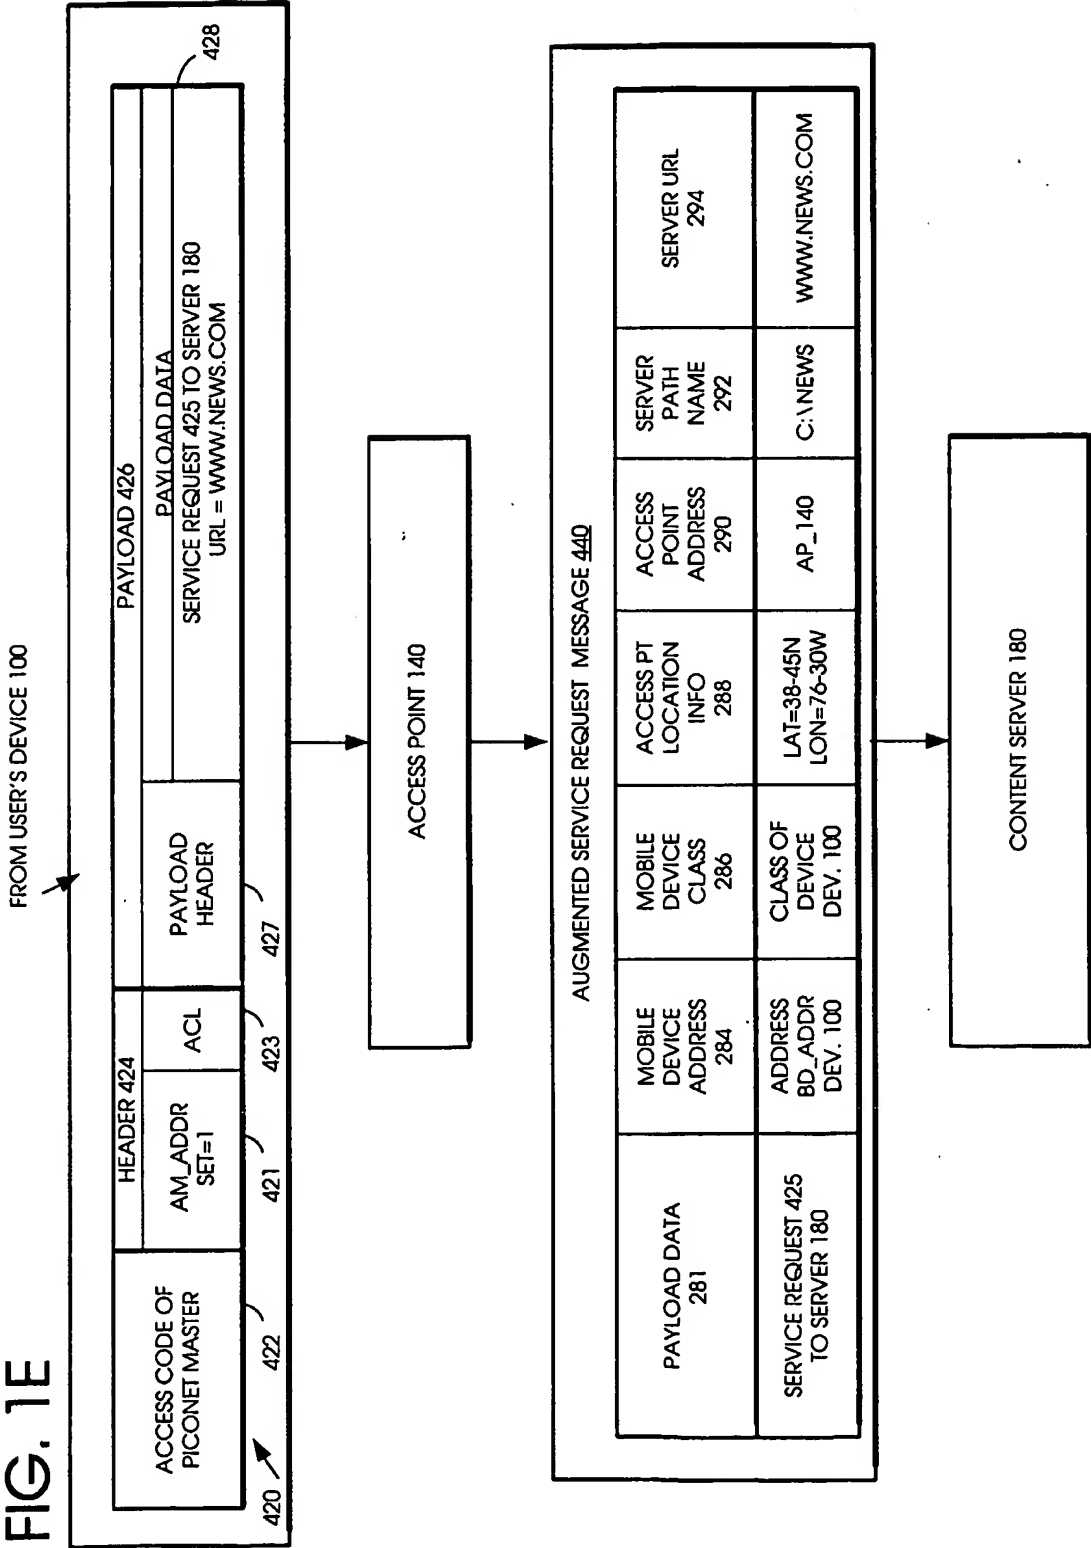 FIG. 1E
FROM USER'S DEVICE 100
420
ACCESS CODE OF
PICONET MASTER
422
HEADER 424
AM_ADDR
SET=1
421
ACL
423
PAYLOAD 426
PAYLOAD
HEADER
427
PAYLOAD DATA
SERVICE REQUEST 425 TO SERVER 180
URL = WWW.NEWS.COM
428
ACCESS POINT 140
AUGMENTED SERVICE REQUEST MESSAGE 440
PAYLOAD DATA
281
MOBILE
DEVICE
ADDRESS
284
MOBILE
DEVICE
CLASS
286
ACCESS PT
LOCATION
INFO
288
ACCESS
POINT
ADDRESS
290
SERVER
PATH
NAME
292
SERVER URL
294
SERVICE REQUEST 425
TO SERVER 180
ADDRESS
BD_ADDR
DEV. 100
CLASS OF
DEVICE
DEV. 100
LAT=38-45N
LON=76-30W
AP_140
C:\NEWS
WWW.NEWS.COM
CONTENT SERVER 180